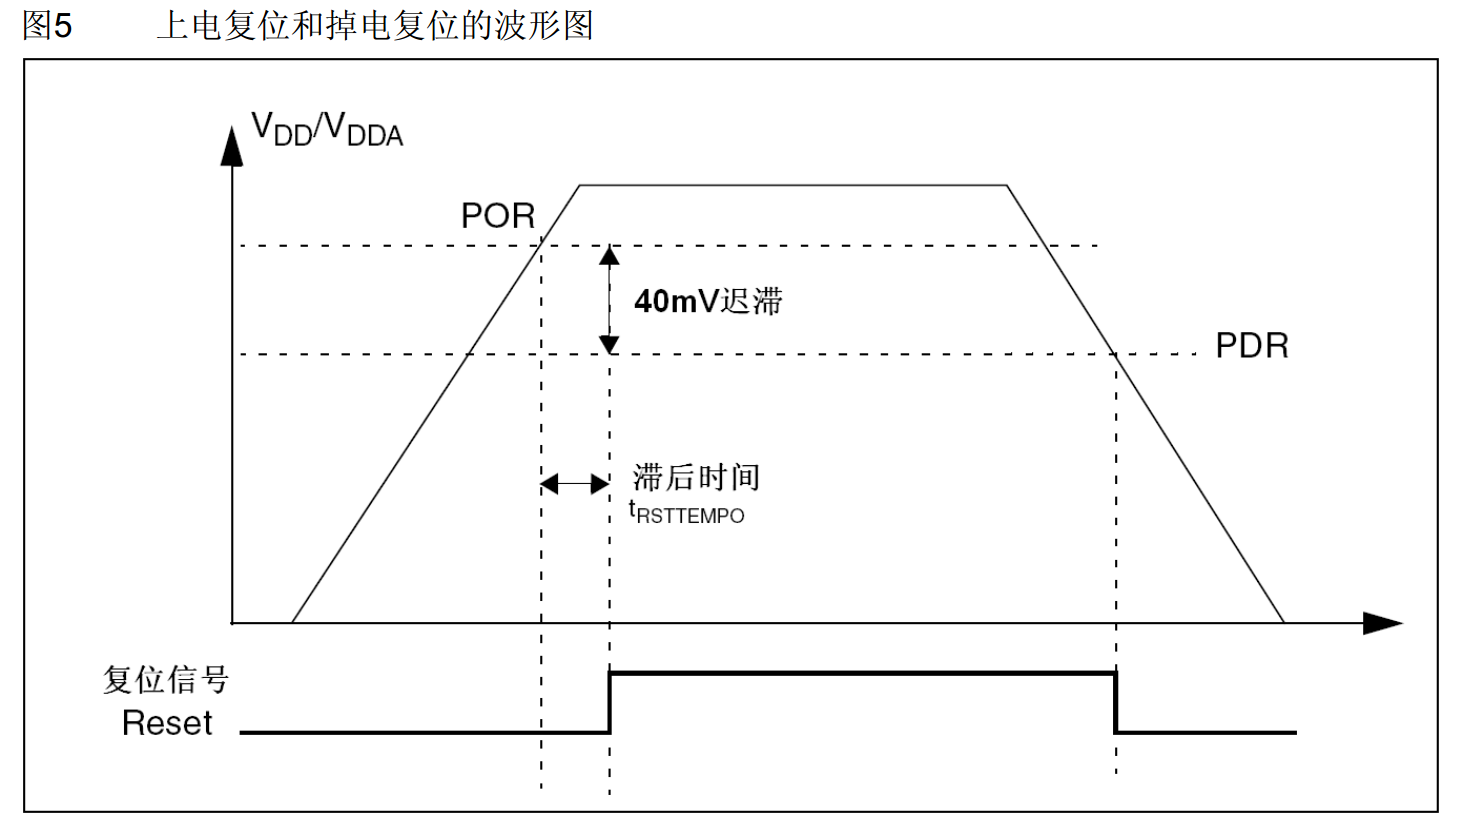 图5 上电复位和掉电复位的波形图
VDD/VDDA
POR
40mV迟滞
PDR
滞后时间
tRSTTEMPO
复位信号
Reset